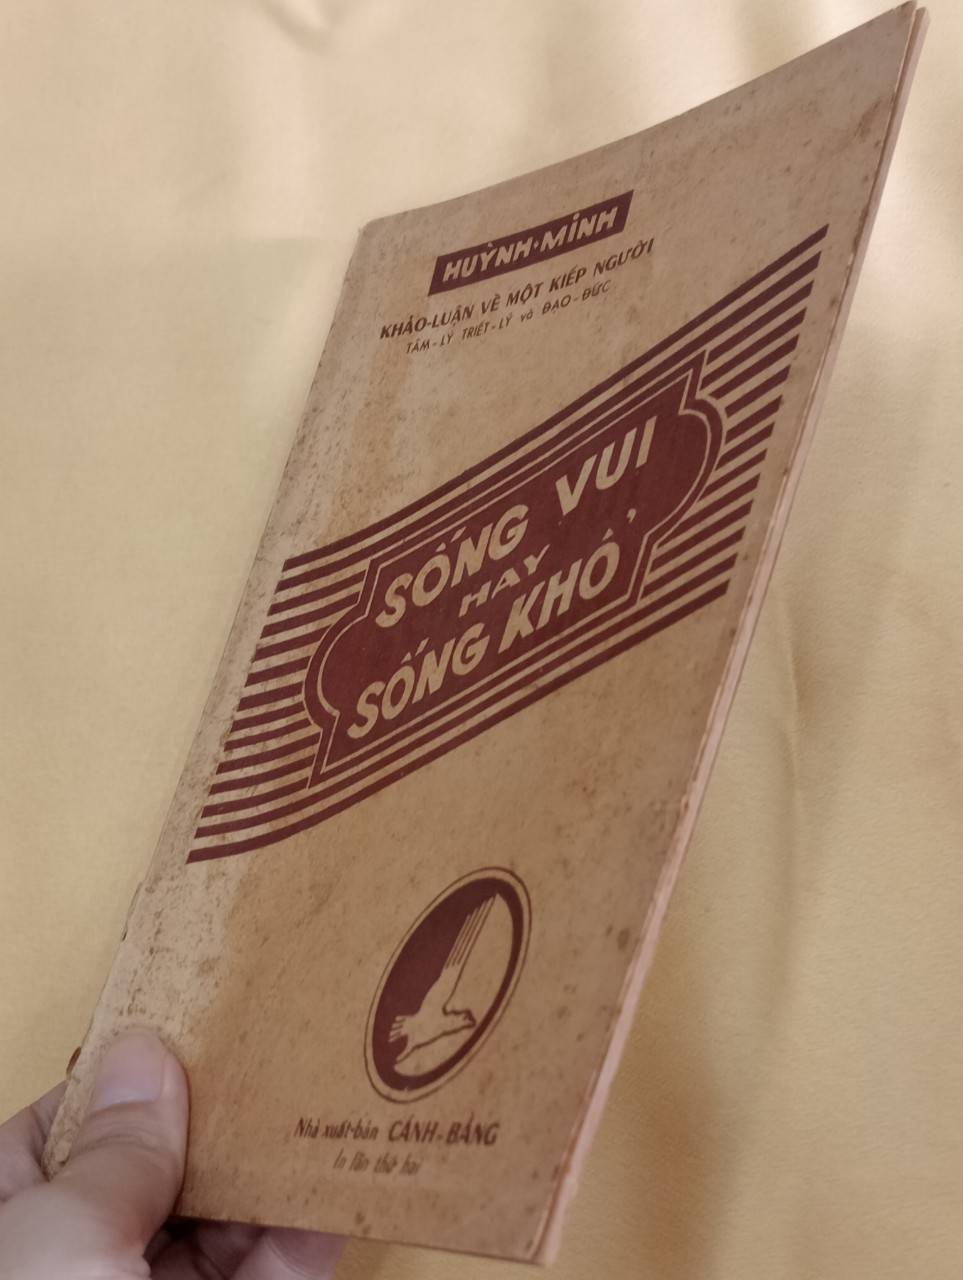 HUỲNH-MINH
KHẢO-LUẬN VỀ MỘT KIẾP NGƯỜI
TÂM-LÝ TRIẾT-LÝ và ĐẠO-ĐỨC
SỐNG VUI
HAY
SỐNG KHỔ
Nhà xuất-bản CÁNH-BẰNG
In lần thứ hai